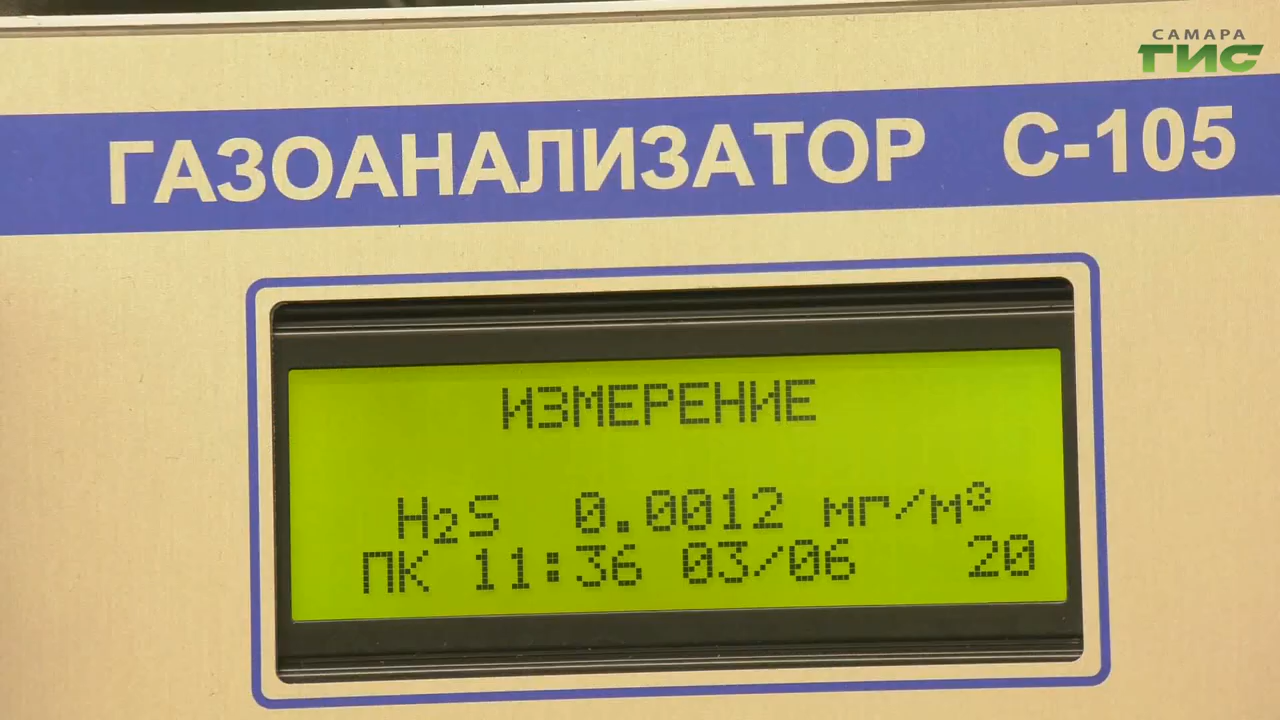 САМАРА
ГИС
ГАЗОАНАЛИЗАТОР С-105
ИЗМЕРЕНИЕ
H₂S 0.0012 мг/м³
ПК 11:36 03/06 20